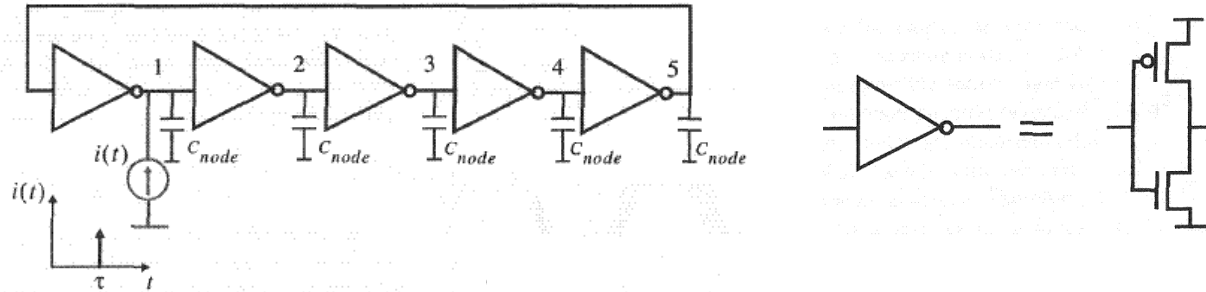 1 2 3 4 5
i(t) C_node C_node C_node C_node C_node
i(t)
τ t
=